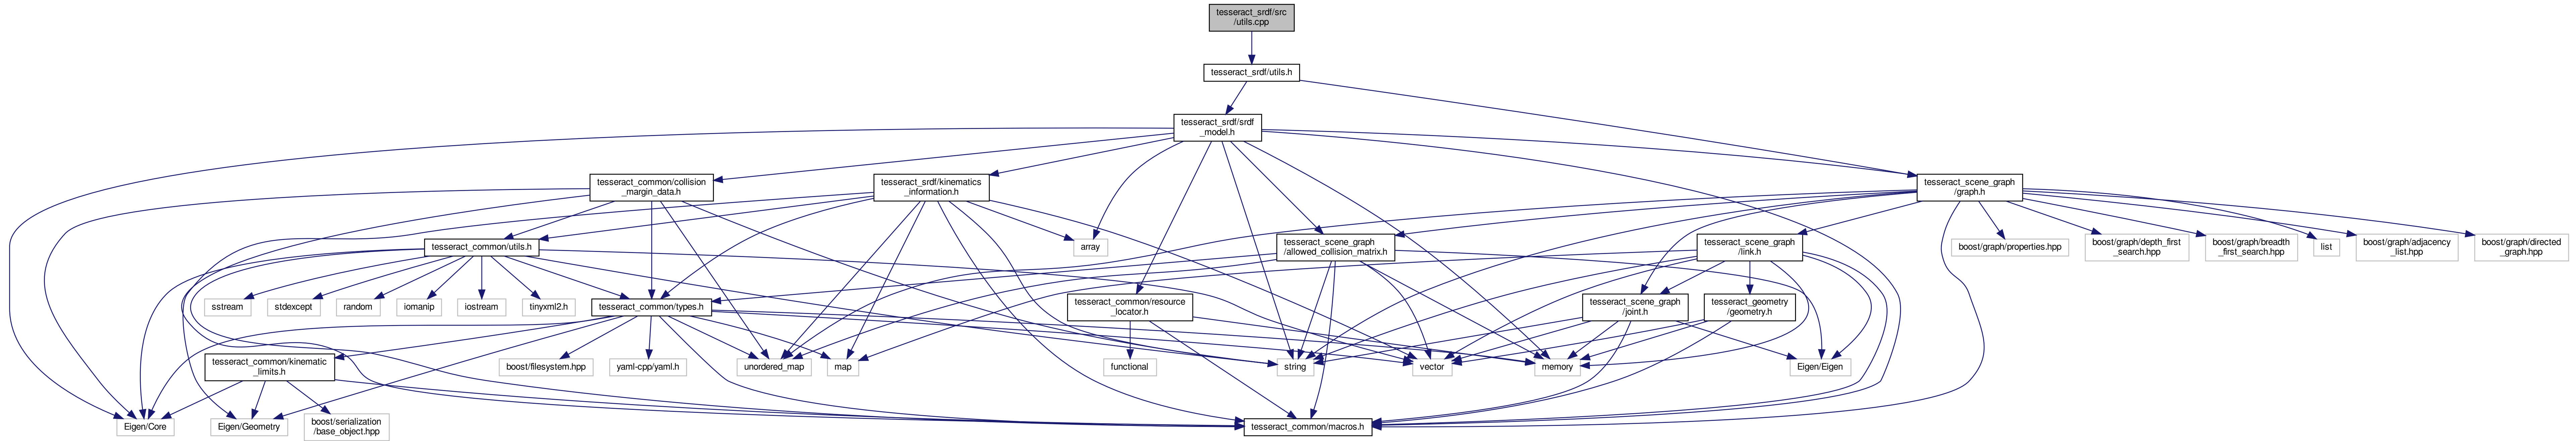 tesseract_srdf/src
/utils.cpp
tesseract_srdf/utils.h
tesseract_srdf/srdf
_model.h
tesseract_common/collision
_margin_data.h
tesseract_srdf/kinematics
_information.h
tesseract_scene_graph
/graph.h
tesseract_common/utils.h
array
tesseract_scene_graph
/allowed_collision_matrix.h
tesseract_scene_graph
/link.h
boost/graph/properties.hpp
boost/graph/depth_first
_search.hpp
boost/graph/breadth
_first_search.hpp
list
boost/graph/adjacency
_list.hpp
boost/graph/directed
_graph.hpp
sstream
stdexcept
random
iomanip
iostream
tinyxml2.h
tesseract_common/types.h
tesseract_common/resource
_locator.h
tesseract_scene_graph
/joint.h
tesseract_geometry
/geometry.h
tesseract_common/kinematic
_limits.h
boost/filesystem.hpp
yaml-cpp/yaml.h
unordered_map
map
functional
string
vector
memory
Eigen/Eigen
Eigen/Core
Eigen/Geometry
boost/serialization
/base_object.hpp
tesseract_common/macros.h